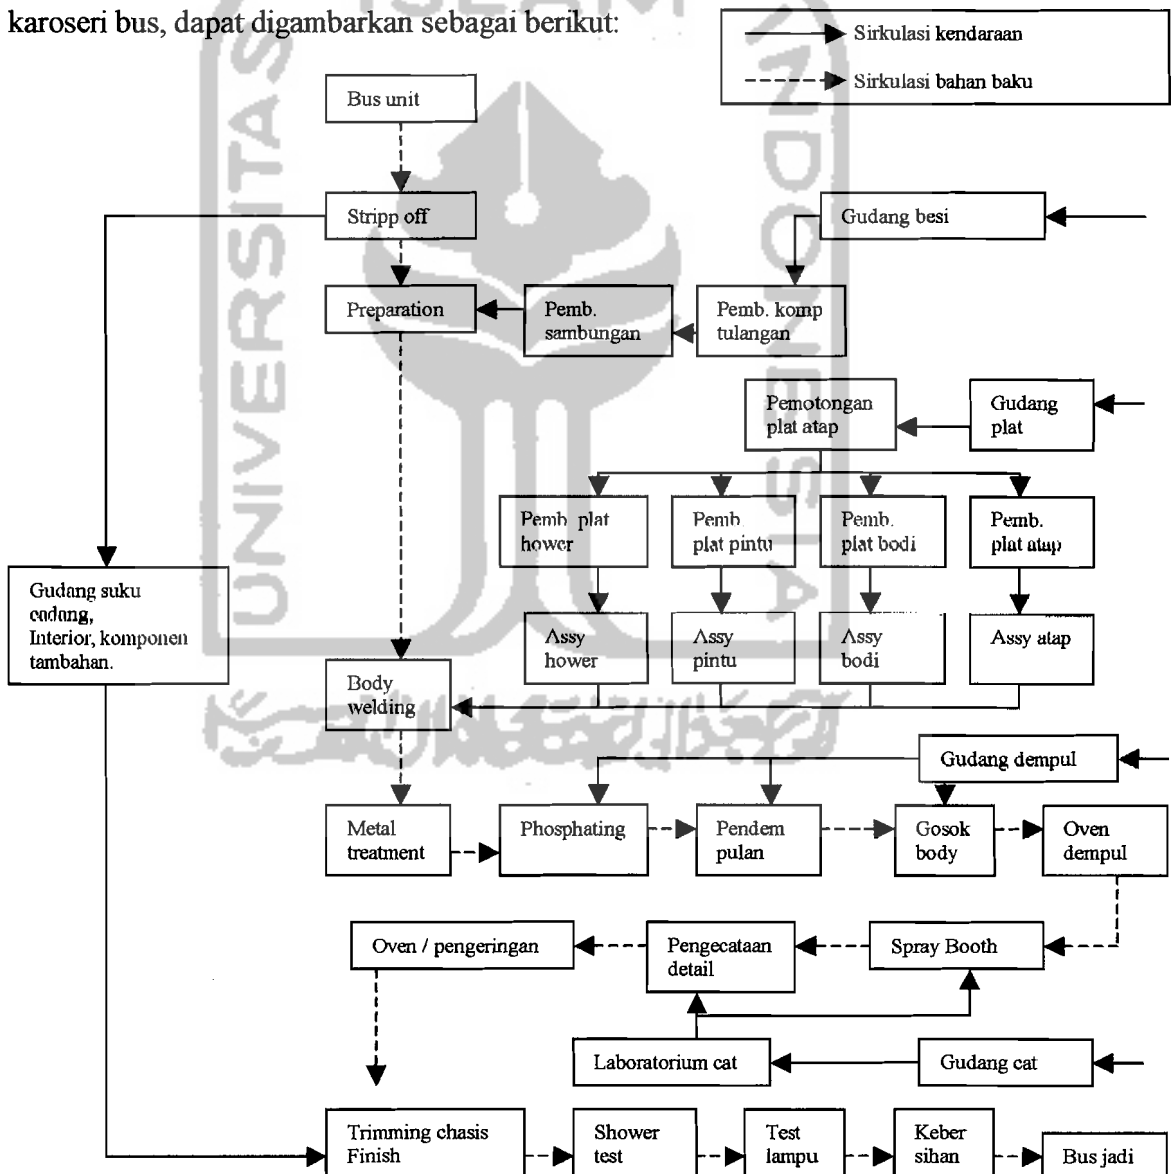 karoseri bus, dapat digambarkan sebagai berikut:
Sirkulasi kendaraan
Sirkulasi bahan baku
UNIVERSITAS
ISLAM
INDONESIA
Bus unit
Stripp off
Gudang besi
Preparation
Pemb.
sambungan
Pemb. komp
tulangan
Pemotongan
plat atap
Gudang
plat
Pemb. plat
hower
Pemb.
plat pintu
Pemb.
plat bodi
Pemb.
plat atap
Gudang suku
cadang,
Interior, komponen
tambahan.
Assy
hower
Assy
pintu
Assy
bodi
Assy atap
Body
welding
Gudang dempul
Metal
treatment
Phosphating
Pendem
pulan
Gosok
body
Oven
dempul
Oven / pengeringan
Pengecataan
detail
Spray Booth
Laboratorium cat
Gudang cat
Trimming chasis
Finish
Shower
test
Test
lampu
Keber
sihan
Bus jadi